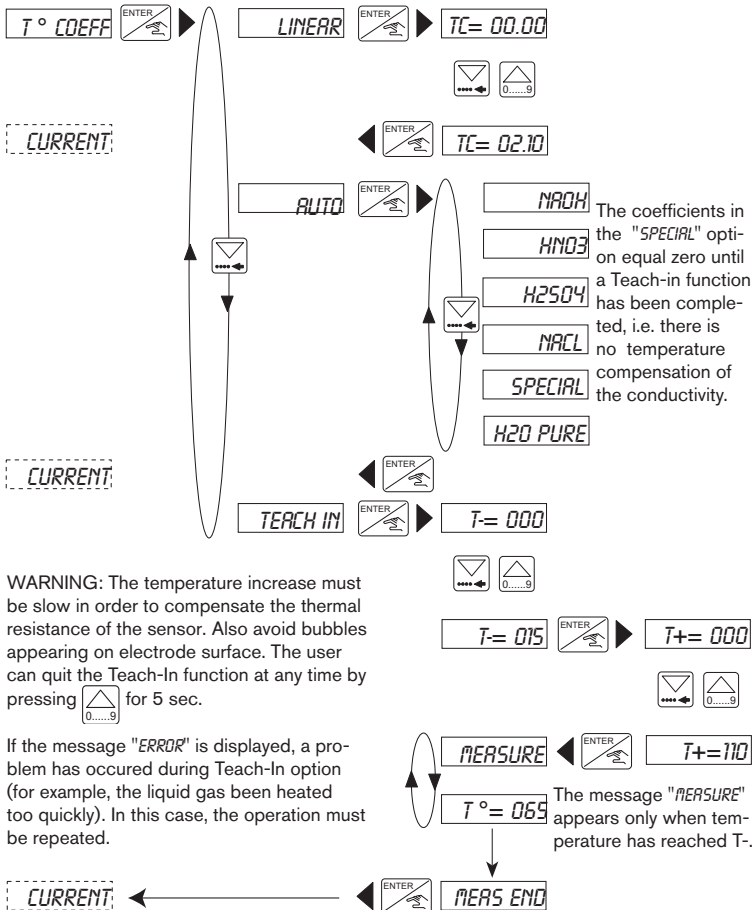 T° COEFF ENTER LINEAR ENTER TC= 00.00
0......9
CURRENT ENTER TC= 02.10
AUTO ENTER NAOH
HNO3
H2SO4
NACL
SPECIAL
H2O PURE
The coefficients in
the "SPECIAL" opti-
on equal zero until
a Teach-in function
has been comple-
ted, i.e. there is
no temperature
compensation of
the conductivity.
CURRENT ENTER
TEACH IN ENTER T-= 000
0......9
WARNING: The temperature increase must
be slow in order to compensate the thermal
resistance of the sensor. Also avoid bubbles
appearing on electrode surface. The user
can quit the Teach-In function at any time by
pressing 0......9 for 5 sec.
T-= 015 ENTER T+= 000
0......9
If the message "ERROR" is displayed, a pro-
blem has occured during Teach-In option
(for example, the liquid gas been heated
too quickly). In this case, the operation must
be repeated.
MEASURE ENTER T+=110
T°= 065
The message "MEASURE"
appears only when tem-
perature has reached T-.
CURRENT ENTER MEAS END